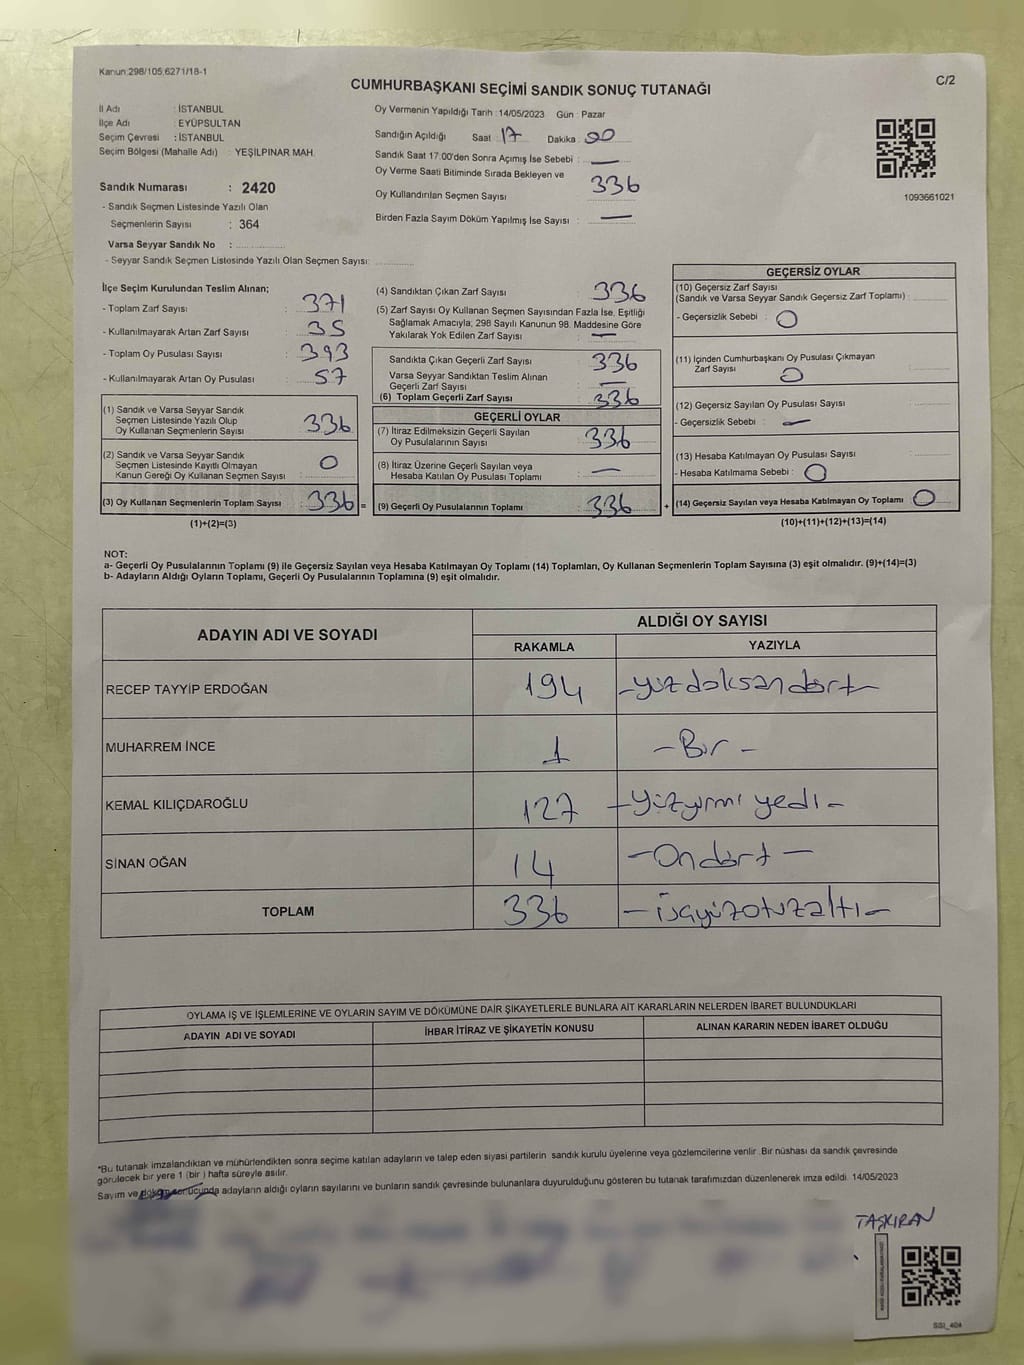 Kanun:298/105,6271/18-1
C/2
CUMHURBAŞKANI SEÇİMİ SANDIK SONUÇ TUTANAĞI
İl Adı : İSTANBUL
İlçe Adı : EYÜPSULTAN
Seçim Çevresi : İSTANBUL
Seçim Bölgesi (Mahalle Adı) : YEŞİLPINAR MAH.
Sandık Numarası : 2420
- Sandık Seçmen Listesinde Yazılı Olan
Seçmenlerin Sayısı : 364
Varsa Seyyar Sandık No :
- Seyyar Sandık Seçmen Listesinde Yazılı Olan Seçmen Sayısı:
Oy Vermenin Yapıldığı Tarih : 14/05/2023 Gün : Pazar
Sandığın Açıldığı Saat 17 Dakika : 00
Sandık Saat 17.00'den Sonra Açımış İse Sebebi : —
Oy Verme Saati Bitiminde Sırada Bekleyen ve
Oy Kullandırılan Seçmen Sayısı 336
Birden Fazla Sayım Döküm Yapılmış İse Sayısı : —
1093661021
İlçe Seçim Kurulundan Teslim Alınan;
- Toplam Zarf Sayısı : 371
- Kullanılmayarak Artan Zarf Sayısı : 35
- Toplam Oy Pusulası Sayısı : 393
- Kullanılmayarak Artan Oy Pusulası : 57
(1) Sandık ve Varsa Seyyar Sandık
Seçmen Listesinde Yazılı Olup
Oy Kullanan Seçmenlerin Sayısı : 336
(2) Sandık ve Varsa Seyyar Sandık
Seçmen Listesinde Kayıtlı Olmayan
Kanun Gereği Oy Kullanan Seçmen Sayısı : 0
(3) Oy Kullanan Seçmenlerin Toplam Sayısı : 336 =
(1)+(2)=(3)
(4) Sandıktan Çıkan Zarf Sayısı : 336
(5) Zarf Sayısı Oy Kullanan Seçmen Sayısından Fazla İse, Eşitliği
Sağlamak Amacıyla; 298 Sayılı Kanunun 98. Maddesine Göre
Yakılarak Yok Edilen Zarf Sayısı : —
Sandıkta Çıkan Geçerli Zarf Sayısı : 336
Varsa Seyyar Sandıktan Teslim Alınan
Geçerli Zarf Sayısı : —
(6) Toplam Geçerli Zarf Sayısı : 336
GEÇERLİ OYLAR
(7) İtiraz Edilmeksizin Geçerli Sayılan
Oy Pusulalarının Sayısı : 336
(8) İtiraz Üzerine Geçerli Sayılan veya
Hesaba Katılan Oy Pusulası Toplamı : —
(9) Geçerli Oy Pusulalarının Toplamı : 336 +
GEÇERSİZ OYLAR
(10) Geçersiz Zarf Sayısı
(Sandık ve Varsa Seyyar Sandık Geçersiz Zarf Toplamı) :
- Geçersizlik Sebebi : 0
(11) İçinden Cumhurbaşkanı Oy Pusulası Çıkmayan
Zarf Sayısı : 0
(12) Geçersiz Sayılan Oy Pusulası Sayısı :
- Geçersizlik Sebebi : —
(13) Hesaba Katılmayan Oy Pusulası Sayısı :
- Hesaba Katılmama Sebebi : 0
(14) Geçersiz Sayılan veya Hesaba Katılmayan Oy Toplamı : 0
(10)+(11)+(12)+(13)=(14)
NOT:
a- Geçerli Oy Pusulalarının Toplamı (9) ile Geçersiz Sayılan veya Hesaba Katılmayan Oy Toplamı (14) Toplamları, Oy Kullanan Seçmenlerin Toplam Sayısına (3) eşit olmalıdır. (9)+(14)=(3)
b- Adayların Aldığı Oyların Toplamı, Geçerli Oy Pusulalarının Toplamına (9) eşit olmalıdır.
ADAYIN ADI VE SOYADI ALDIĞI OY SAYISI
RAKAMLA YAZIYLA
RECEP TAYYİP ERDOĞAN 194 -yüzdoksandört-
MUHARREM İNCE 1 -Bir-
KEMAL KILIÇDAROĞLU 127 -yüzyirmi yedi-
SİNAN OĞAN 14 -Ondört-
TOPLAM 336 -üçyüzotuzaltı-
OYLAMA İŞ VE İŞLEMLERİNE VE OYLARIN SAYIM VE DÖKÜMÜNE DAİR ŞİKAYETLERLE BUNLARA AİT KARARLARIN NELERDEN İBARET BULUNDUKLARI
ADAYIN ADI VE SOYADI İHBAR İTİRAZ VE ŞİKAYETİN KONUSU ALINAN KARARIN NEDEN İBARET OLDUĞU
*Bu tutanak imzalandıktan ve mühürlendikten sonra seçime katılan adayların ve talep eden siyasi partilerin sandık kurulu üyelerine veya gözlemcilerine verilir .Bir nüshası da sandık çevresinde
görülecek bir yere 1 (bir ) hafta süreyle asılır.
Sayım ve döküm sonucunda adayların aldığı oyların sayılarını ve bunların sandık çevresinde bulunanlara duyurulduğunu gösteren bu tutanak tarafımızdan düzenlenerek imza edildi. 14/05/2023
TAŞKIRAN
SSI_404